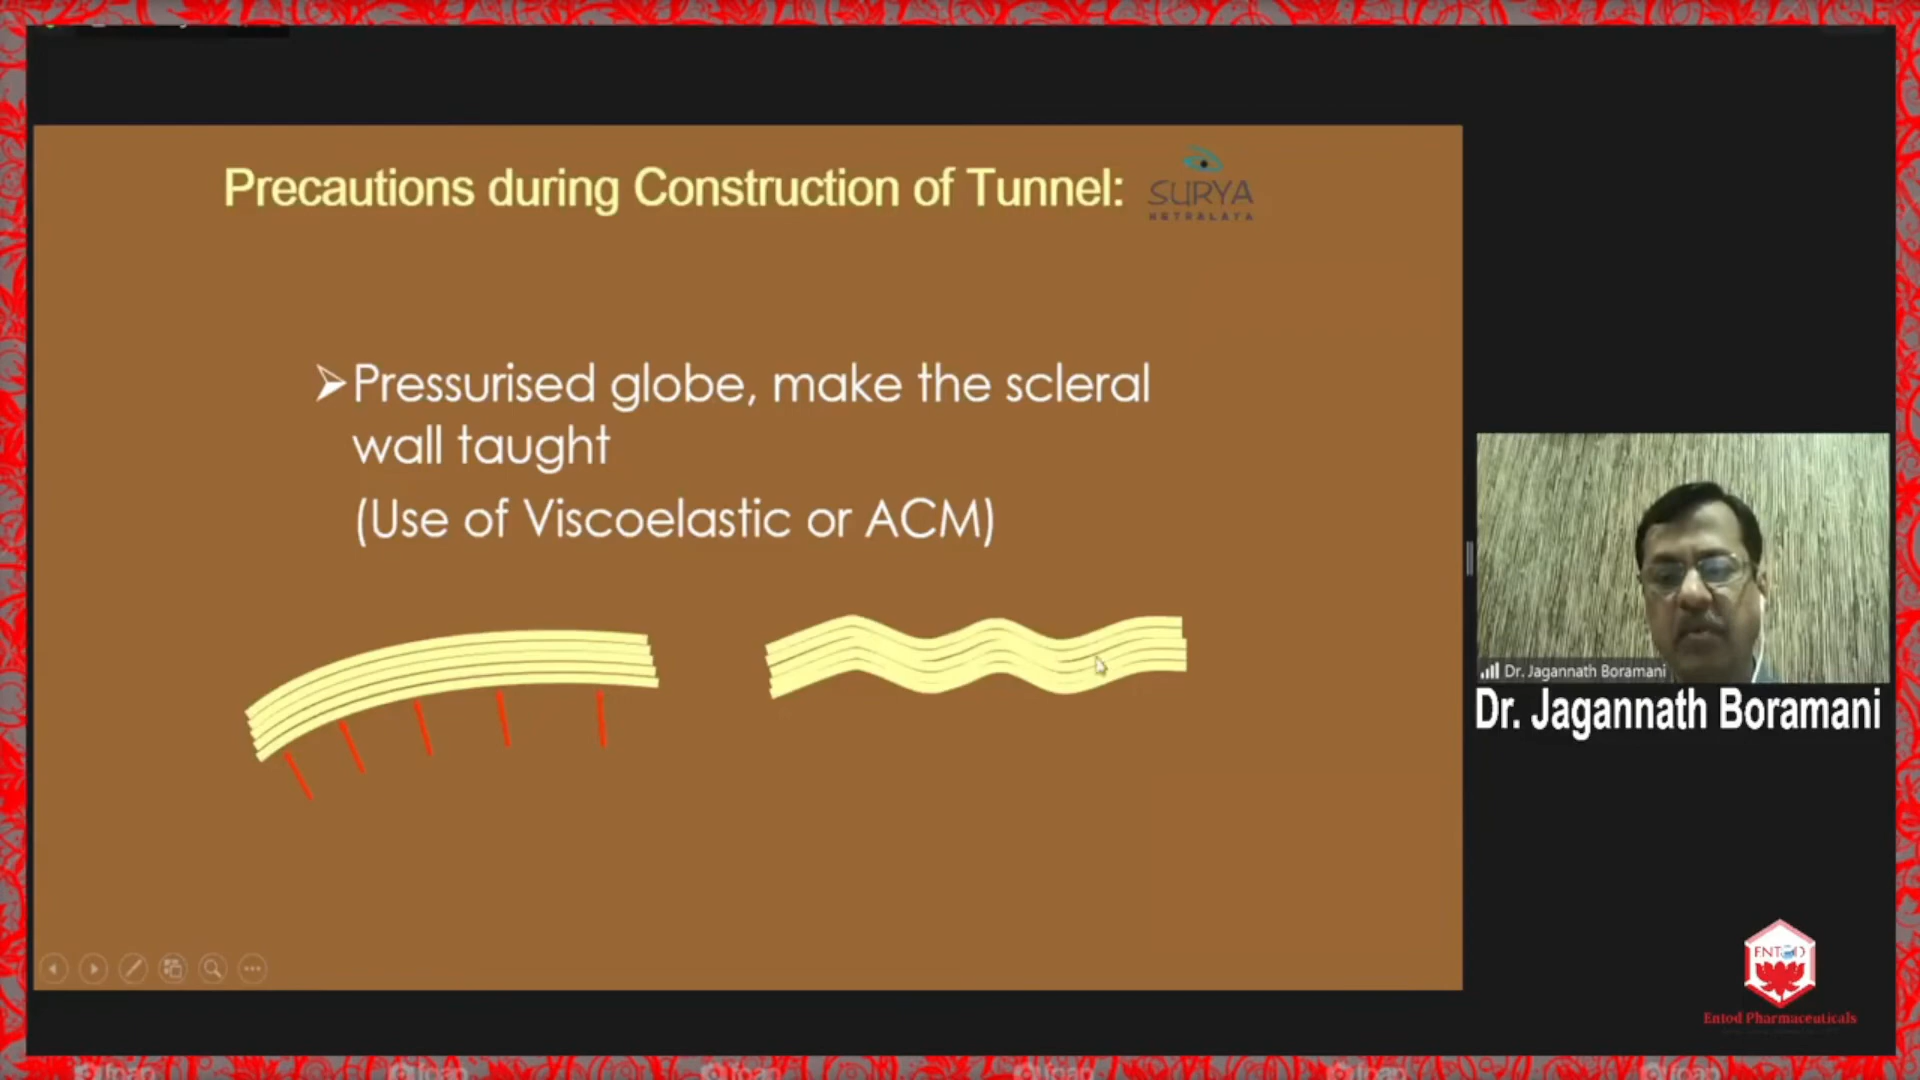 Precautions during Construction of Tunnel:
SURYA
NETRALAYA
➢Pressurised globe, make the scleral
wall taught
(Use of Viscoelastic or ACM)
Dr. Jagannath Boramani
Dr. Jagannath Boramani
ENTOD
Entod Pharmaceuticals